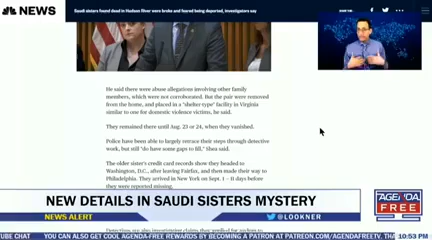 NEWS
Saudi sisters found dead in Hudson River were broke and feared being deported, investigators say
He said there were abuse allegations involving other family
members, which were not corroborated. But the pair were removed
from the home, and placed in a "shelter-type" facility in Virginia
similar to one for domestic violence victims, he said.
They remained there until Aug. 23 or 24, when they vanished.
Police have been able to largely retrace their steps through detective
work, but still "do have some gaps to fill," Shea said.
The older sister's credit card records show they headed to
Washington, D.C., after leaving Fairfax, and then made their way to
Philadelphia. They arrived in New York on Sept. 1 – 11 days before
they were reported missing.
NEW DETAILS IN SAUDI SISTERS MYSTERY
AGENDA
FREE
NEWS ALERT
@LOOKNER
CHAT
YOU CAN ALSO GET COOL AGENDA-FREE REWARDS BY BECOMING A PATRON AT PATREON.COM/AGENDAFREETV. THAN
10:53 PM